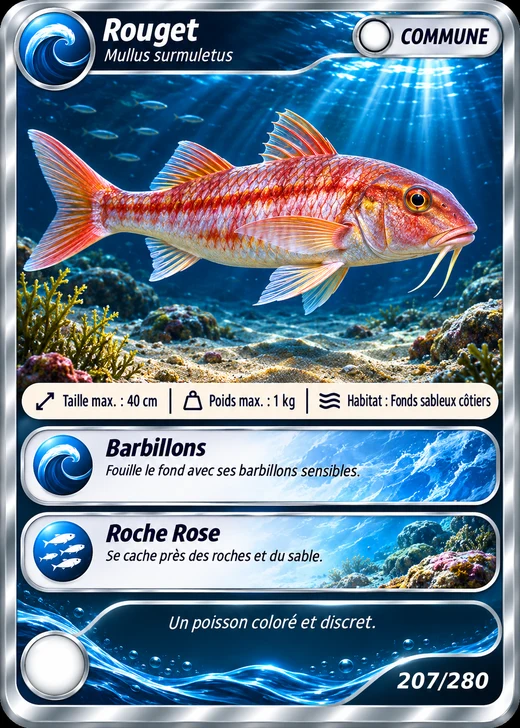 Rouget
Mullus surmuletus
COMMUNE
Taille max. : 40 cm
Poids max. : 1 kg
Habitat : Fonds sableux côtiers
Barbillons
Fouille le fond avec ses barbillons sensibles.
Roche Rose
Se cache près des roches et du sable.
Un poisson coloré et discret.
207/280